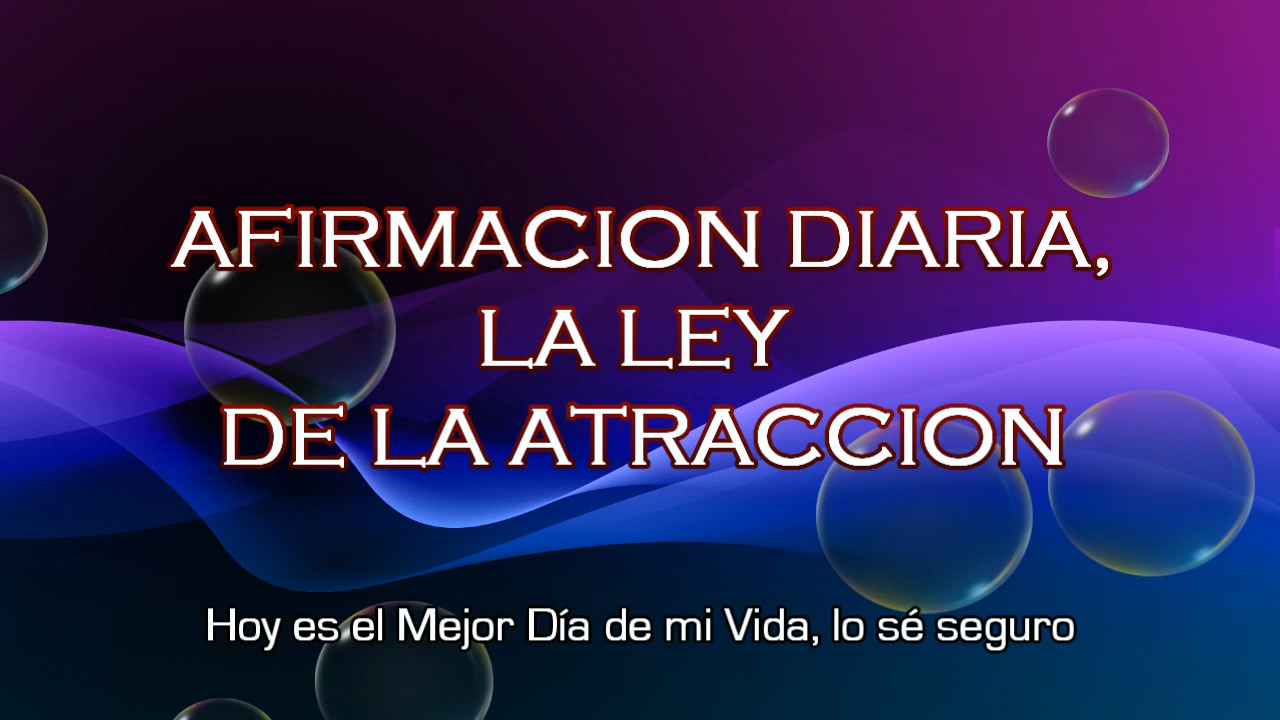 AFIRMACION DIARIA,
LA LEY
DE LA ATRACCION
Hoy es el Mejor Día de mi Vida, lo sé seguro